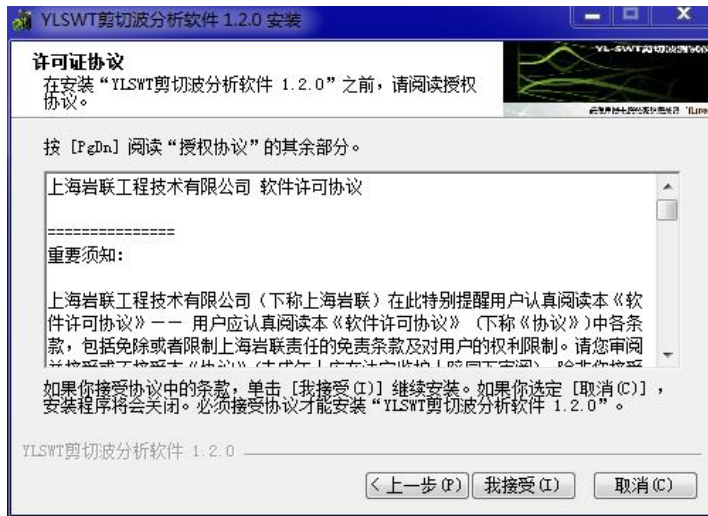 YLSWT剪切波分析软件 1.2.0 安装
许可证协议
在安装“YLSWT剪切波分析软件 1.2.0”之前，请阅读授权
协议。
按 [PgDn] 阅读“授权协议”的其余部分。
上海岩联工程技术有限公司 软件许可协议
===============
重要须知：
上海岩联工程技术有限公司（下称上海岩联）在此特别提醒用户认真阅读本《软
件许可协议》—— 用户应认真阅读本《软件许可协议》（下称《协议》)中各条
款，包括免除或者限制上海岩联责任的免责条款及对用户的权利限制。请您审阅
如果你接受协议中的条款，单击 [我接受(I)] 继续安装。如果你选定 [取消(C)] ，
安装程序将会关闭。必须接受协议才能安装“YLSWT剪切波分析软件 1.2.0”。
YLSWT剪切波分析软件 1.2.0
< 上一步(P)
我接受(I)
取消(C)